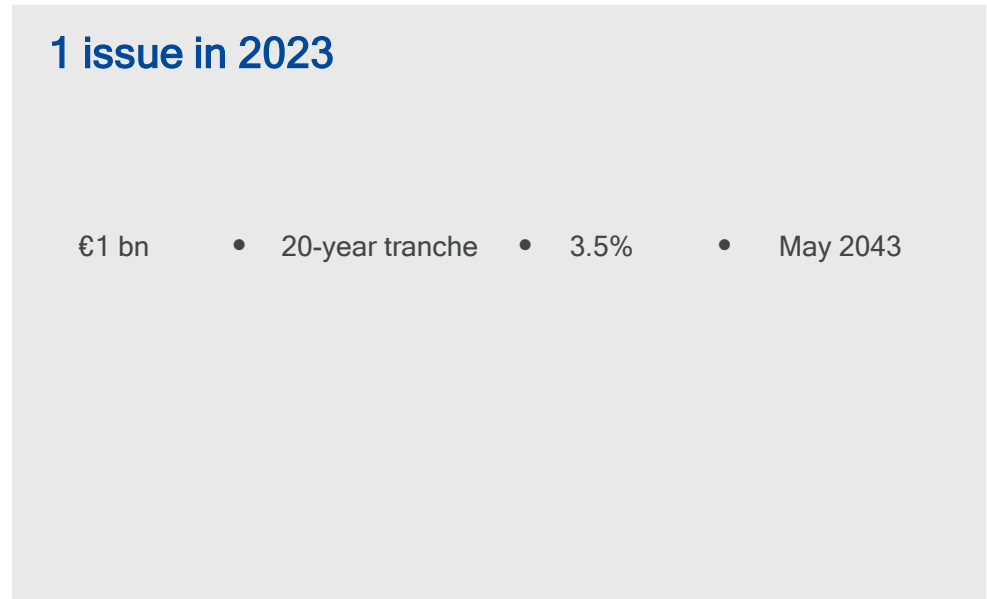 1 issue in 2023
€1 bn • 20-year tranche • 3.5% • May 2043